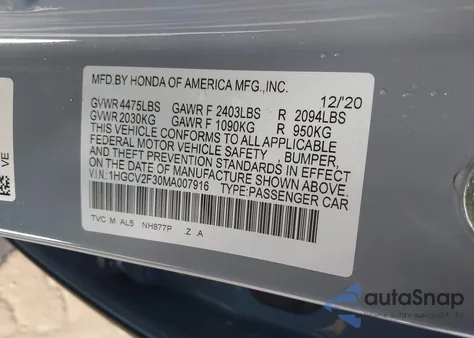 MFD.BY HONDA OF AMERICA MFG.,INC.
12/'20
GVWR 4475LBS GAWR F 2403LBS R 2094LBS
GVWR 2030KG GAWR F 1090KG R 950KG
THIS VEHICLE CONFORMS TO ALL APPLICABLE
FEDERAL MOTOR VEHICLE SAFETY , BUMPER,
AND THEFT PREVENTION STANDARDS IN EFFECT
ON THE DATE OF MANUFACTURE SHOWN ABOVE.
V.I.N.:1HGCV2F30MA007916 TYPE:PASSENGER CAR
TVC M AL5 NH877P Z A
VE
autoSnap